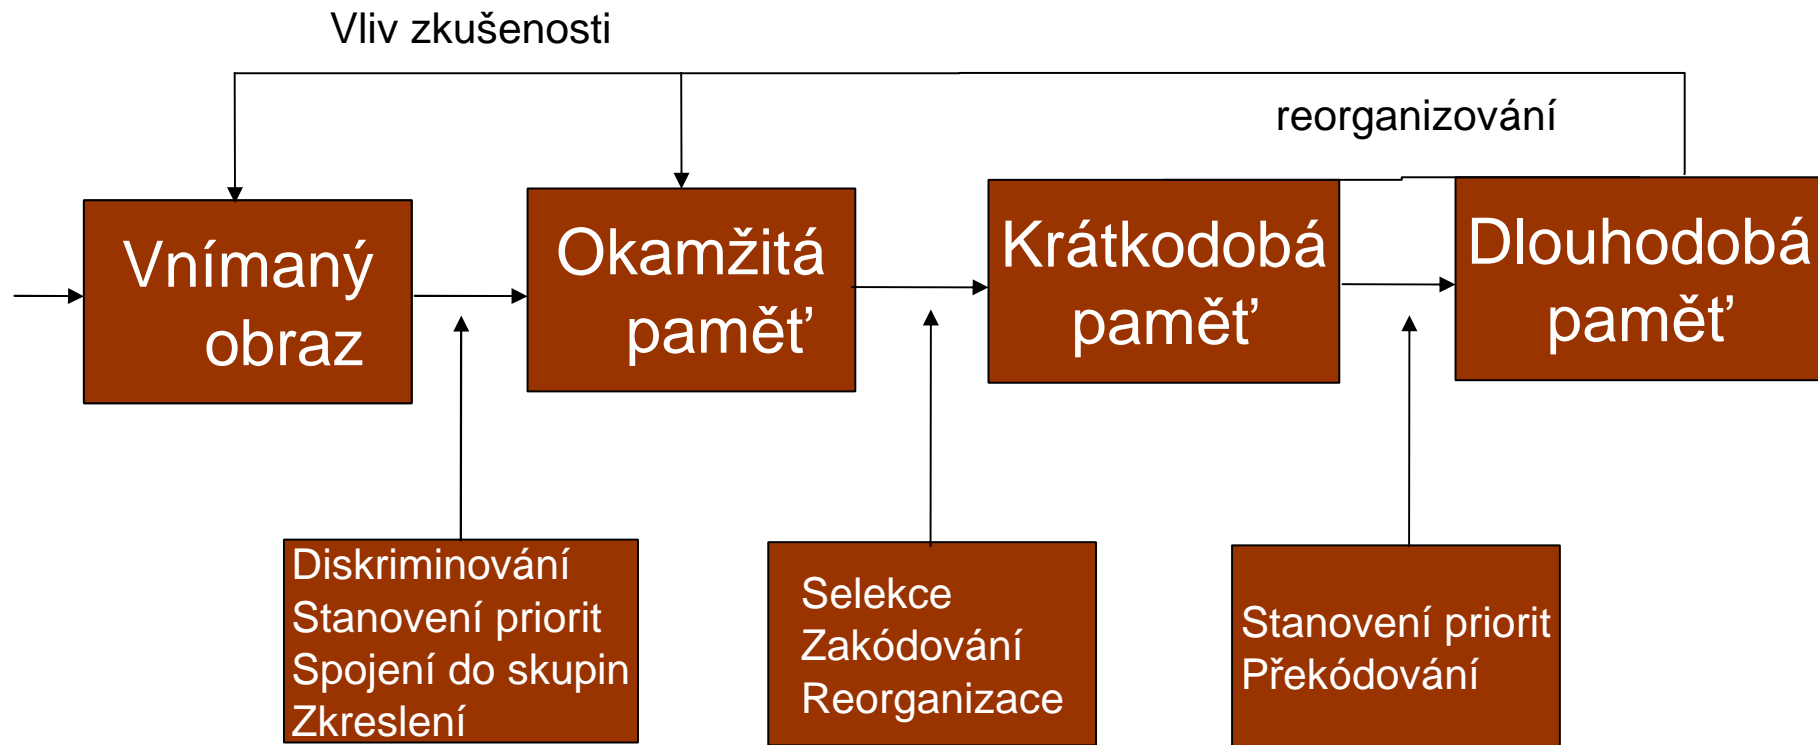 Vliv zkušenosti
reorganizování
Vnímaný
obraz
Okamžitá
paměť
Krátkodobá
paměť
Dlouhodobá
paměť
Diskriminování
Stanovení priorit
Spojení do skupin
Zkreslení
Selekce
Zakódování
Reorganizace
Stanovení priorit
Překódování